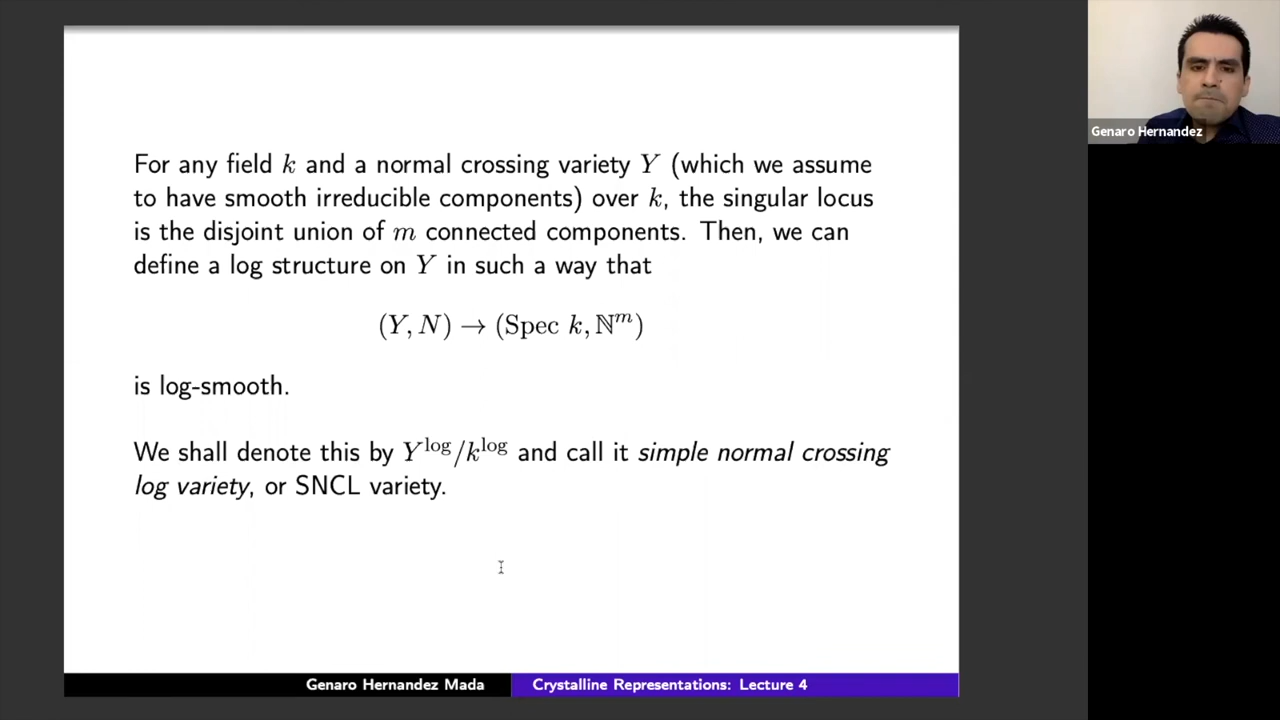 For any field k and a normal crossing variety Y (which we assume
to have smooth irreducible components) over k, the singular locus
is the disjoint union of m connected components. Then, we can
define a log structure on Y in such a way that
(Y, N) → (Spec k, ℕᵐ)
is log-smooth.
We shall denote this by Y^log/k^log and call it simple normal crossing
log variety, or SNCL variety.
Genaro Hernandez Mada
Crystalline Representations: Lecture 4
Genaro Hernandez